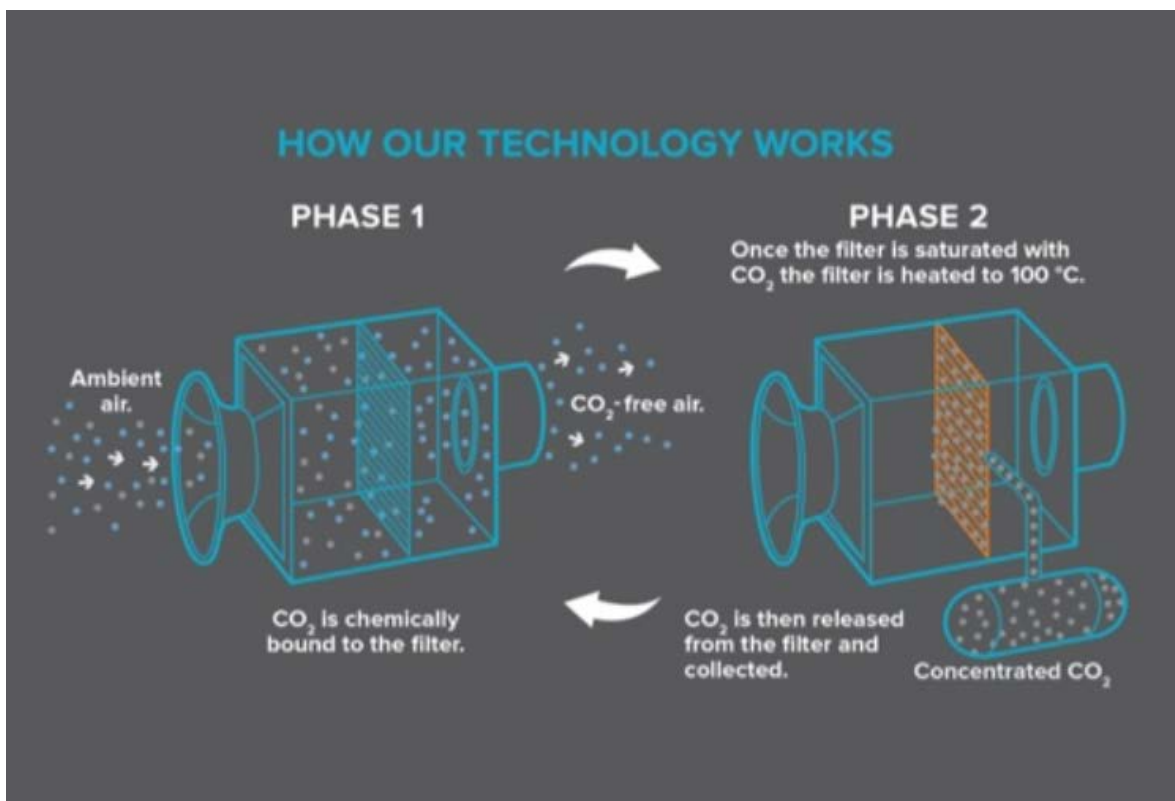 HOW OUR TECHNOLOGY WORKS
PHASE 1
Ambient
air.
CO₂-free air.
CO₂ is chemically
bound to the filter.
PHASE 2
Once the filter is saturated with
CO₂ the filter is heated to 100 °C.
CO₂ is then released
from the filter and
collected.
Concentrated CO₂